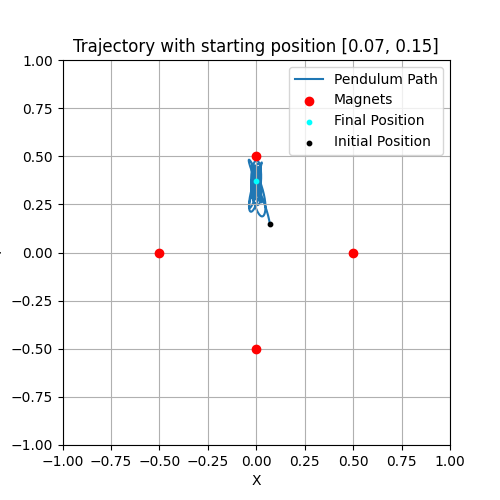 Trajectory with starting position [0.07, 0.15]
Pendulum Path
Magnets
Final Position
Initial Position
1.00
0.75
0.50
0.25
0.00
−0.25
−0.50
−0.75
−1.00
−1.00 −0.75 −0.50 −0.25 0.00 0.25 0.50 0.75 1.00
X